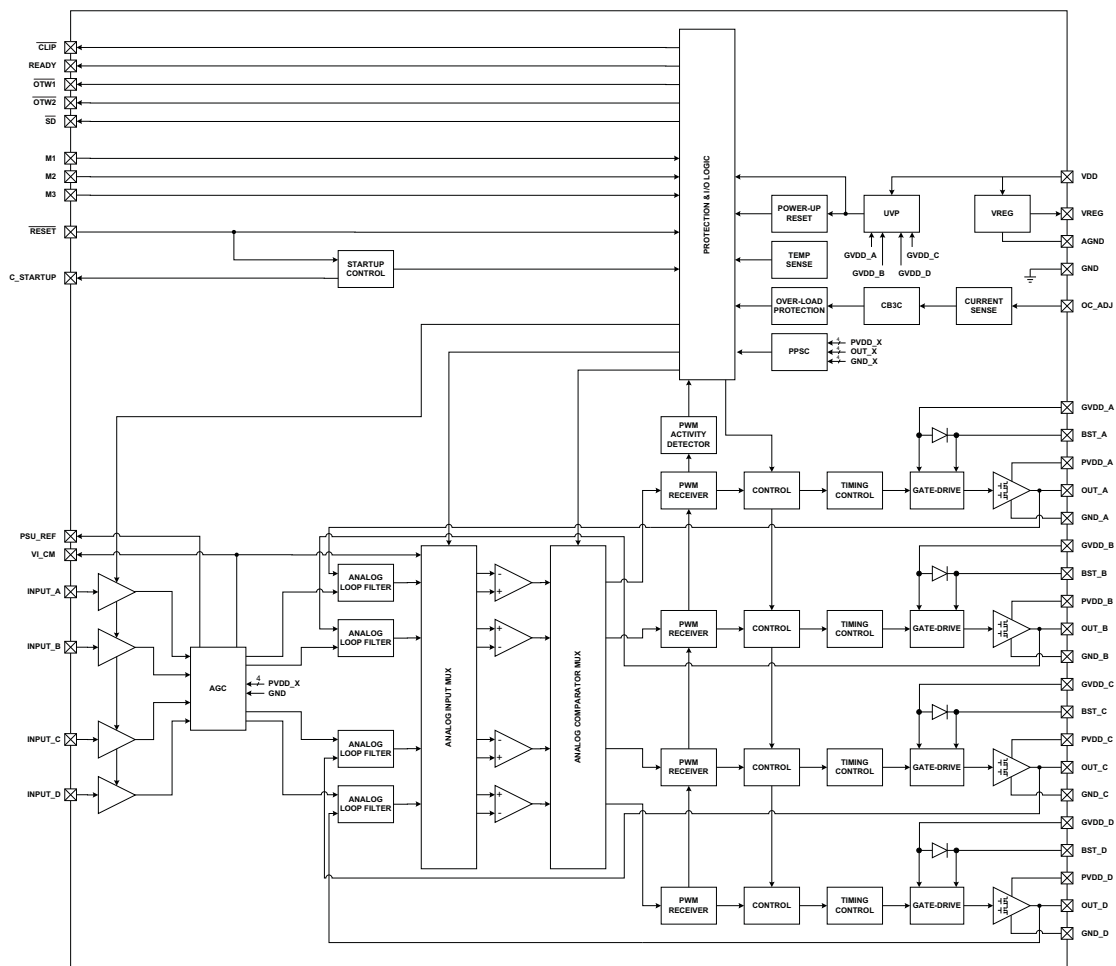 CLIP
READY
OTW1
OTW2
SD
M1
M2
M3
RESET
C_STARTUP
STARTUP
CONTROL
PROTECTION & I/O LOGIC
POWER-UP
RESET
UVP
VREG
VDD
VREG
AGND
GND
OC_ADJ
GVDD_A
GVDD_C
GVDD_B
GVDD_D
TEMP
SENSE
OVER-LOAD
PROTECTION
CB3C
CURRENT
SENSE
PPSC
4
PVDD_X
4
OUT_X
4
GND_X
PWM
ACTIVITY
DETECTOR
PWM
RECEIVER
CONTROL
TIMING
CONTROL
GATE-DRIVE
GVDD_A
BST_A
PVDD_A
OUT_A
GND_A
PSU_REF
VI_CM
INPUT_A
INPUT_B
INPUT_C
INPUT_D
AGC
4
PVDD_X
GND
ANALOG
LOOP FILTER
ANALOG
LOOP FILTER
ANALOG
LOOP FILTER
ANALOG
LOOP FILTER
ANALOG INPUT MUX
-
+
+
-
-
+
+
-
ANALOG COMPARATOR MUX
PWM
RECEIVER
CONTROL
TIMING
CONTROL
GATE-DRIVE
GVDD_B
BST_B
PVDD_B
OUT_B
GND_B
PWM
RECEIVER
CONTROL
TIMING
CONTROL
GATE-DRIVE
GVDD_C
BST_C
PVDD_C
OUT_C
GND_C
PWM
RECEIVER
CONTROL
TIMING
CONTROL
GATE-DRIVE
GVDD_D
BST_D
PVDD_D
OUT_D
GND_D